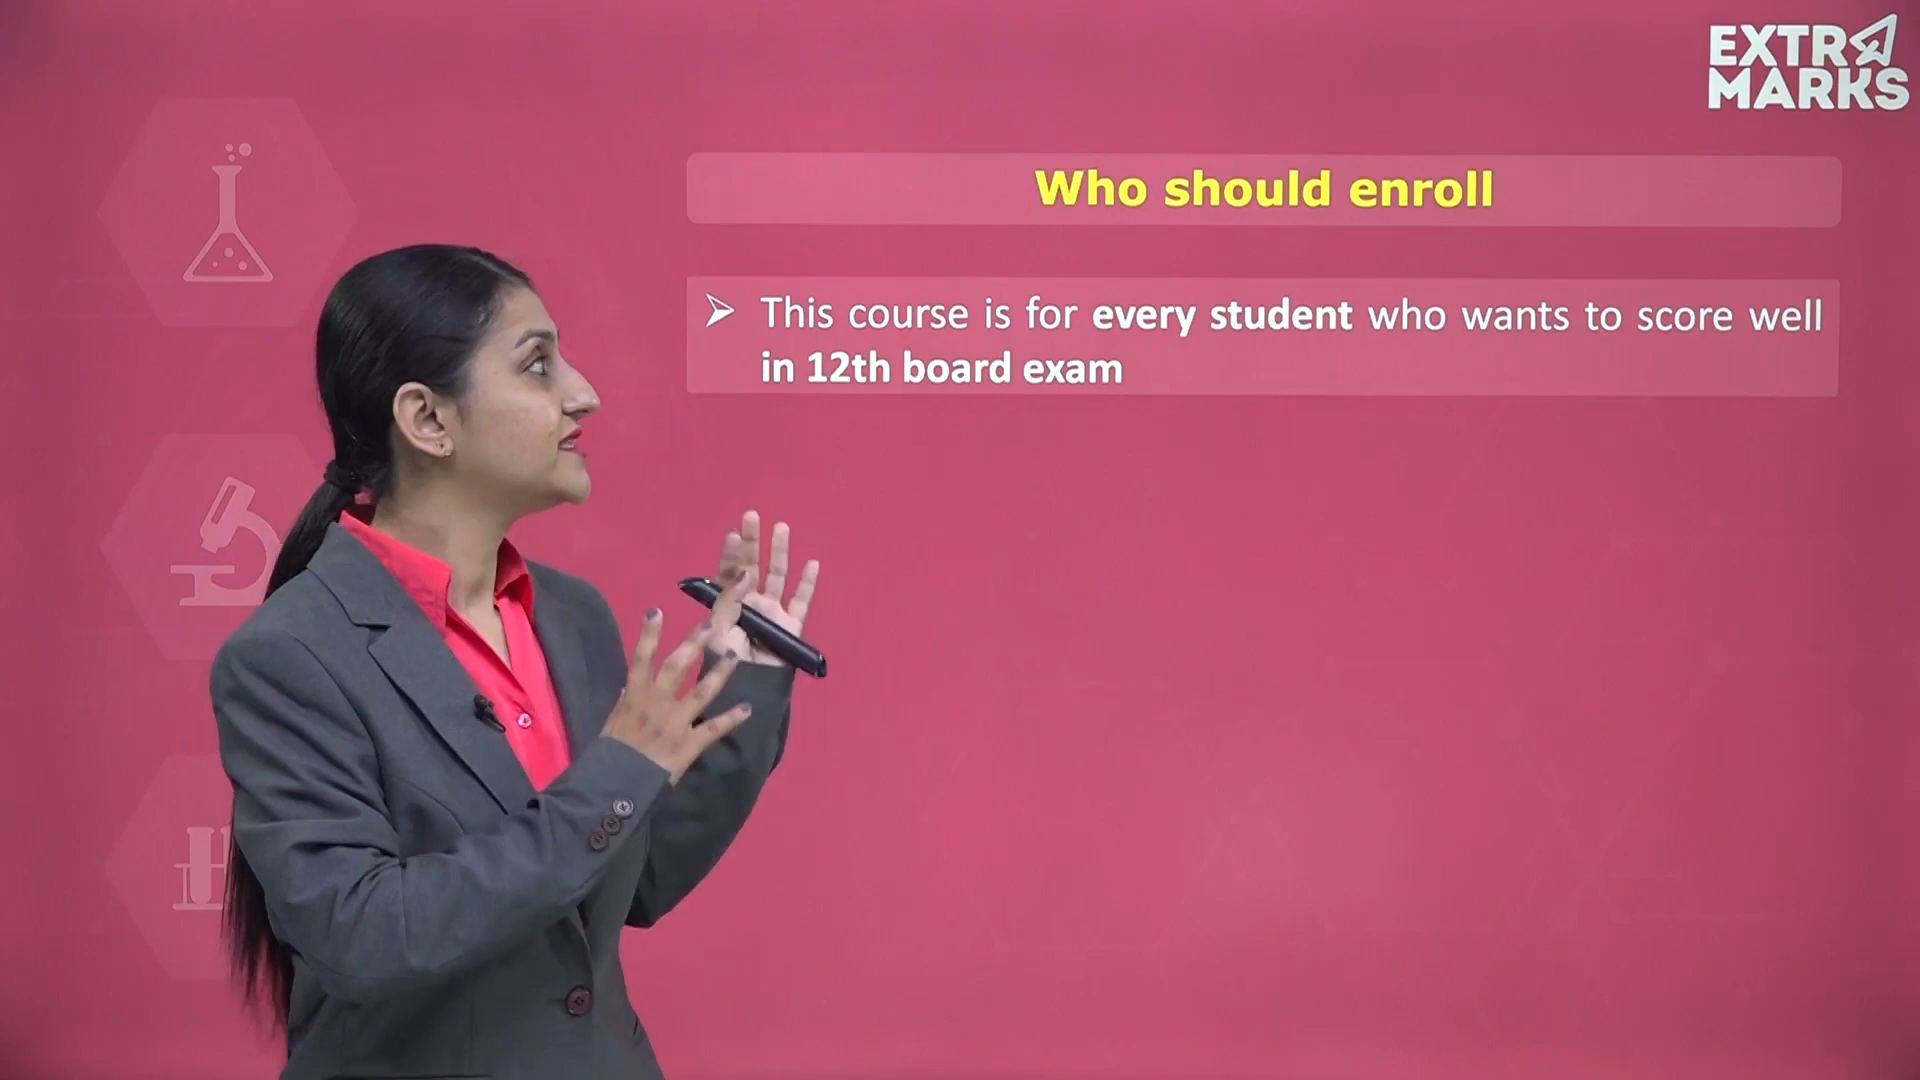 EXTRA
MARKS
Who should enroll
This course is for every student who wants to score well
in 12th board exam